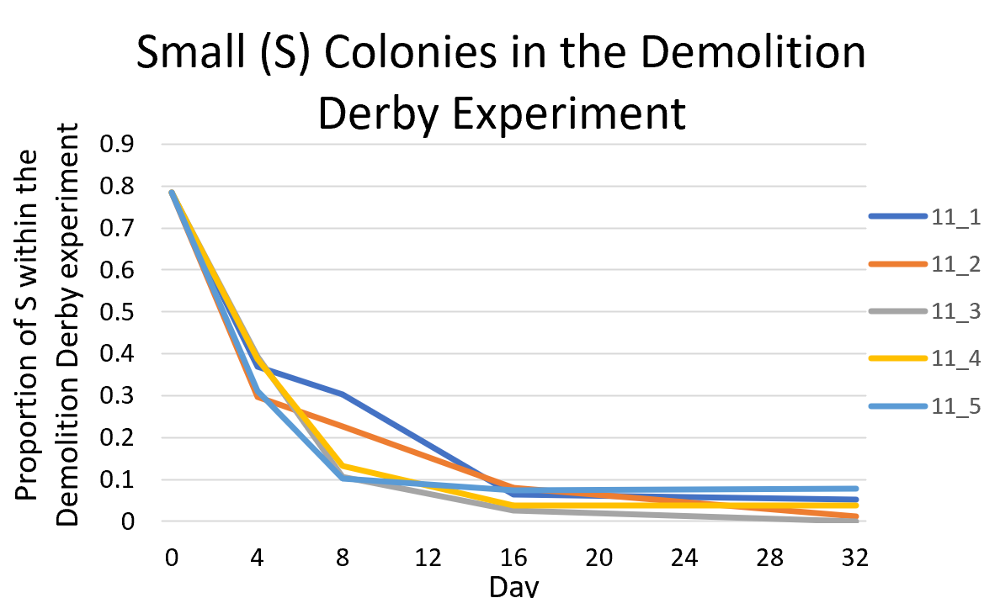 Small (S) Colonies in the Demolition
Derby Experiment
Proportion of S within the
Demolition Derby experiment
0.9
0.8
0.7
0.6
0.5
0.4
0.3
0.2
0.1
0
0 4 8 12 16 20 24 28 32
Day
11_1
11_2
11_3
11_4
11_5